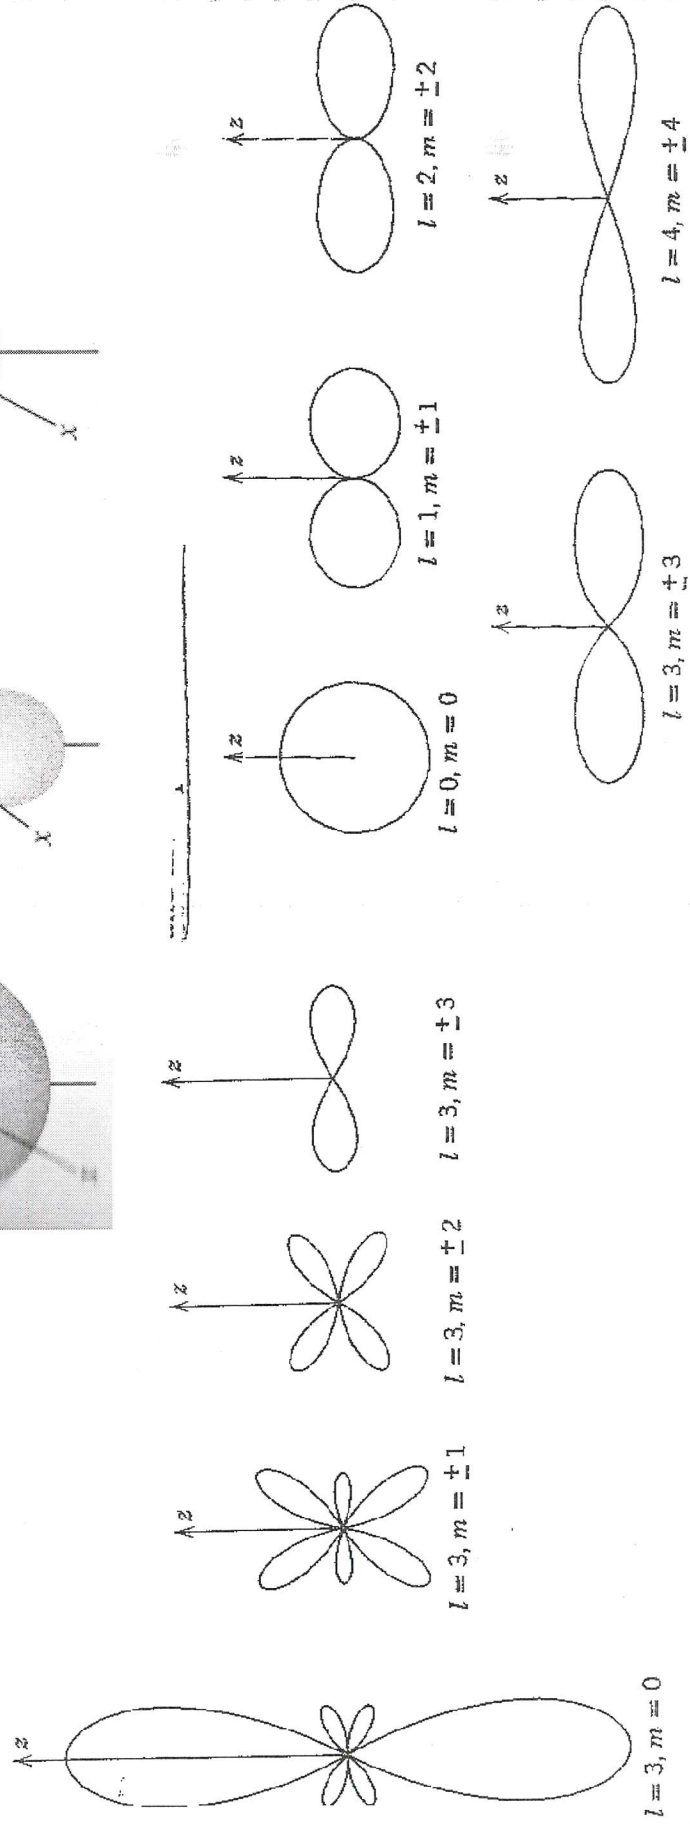 x
x
z
z
z
z
l = 3, m = 0
l = 3, m = ±1
l = 3, m = ±2
l = 3, m = ±3
z
z
z
z
l = 0, m = 0
l = 1, m = ±1
l = 2, m = ±2
z
z
l = 3, m = ±3
l = 4, m = ±4